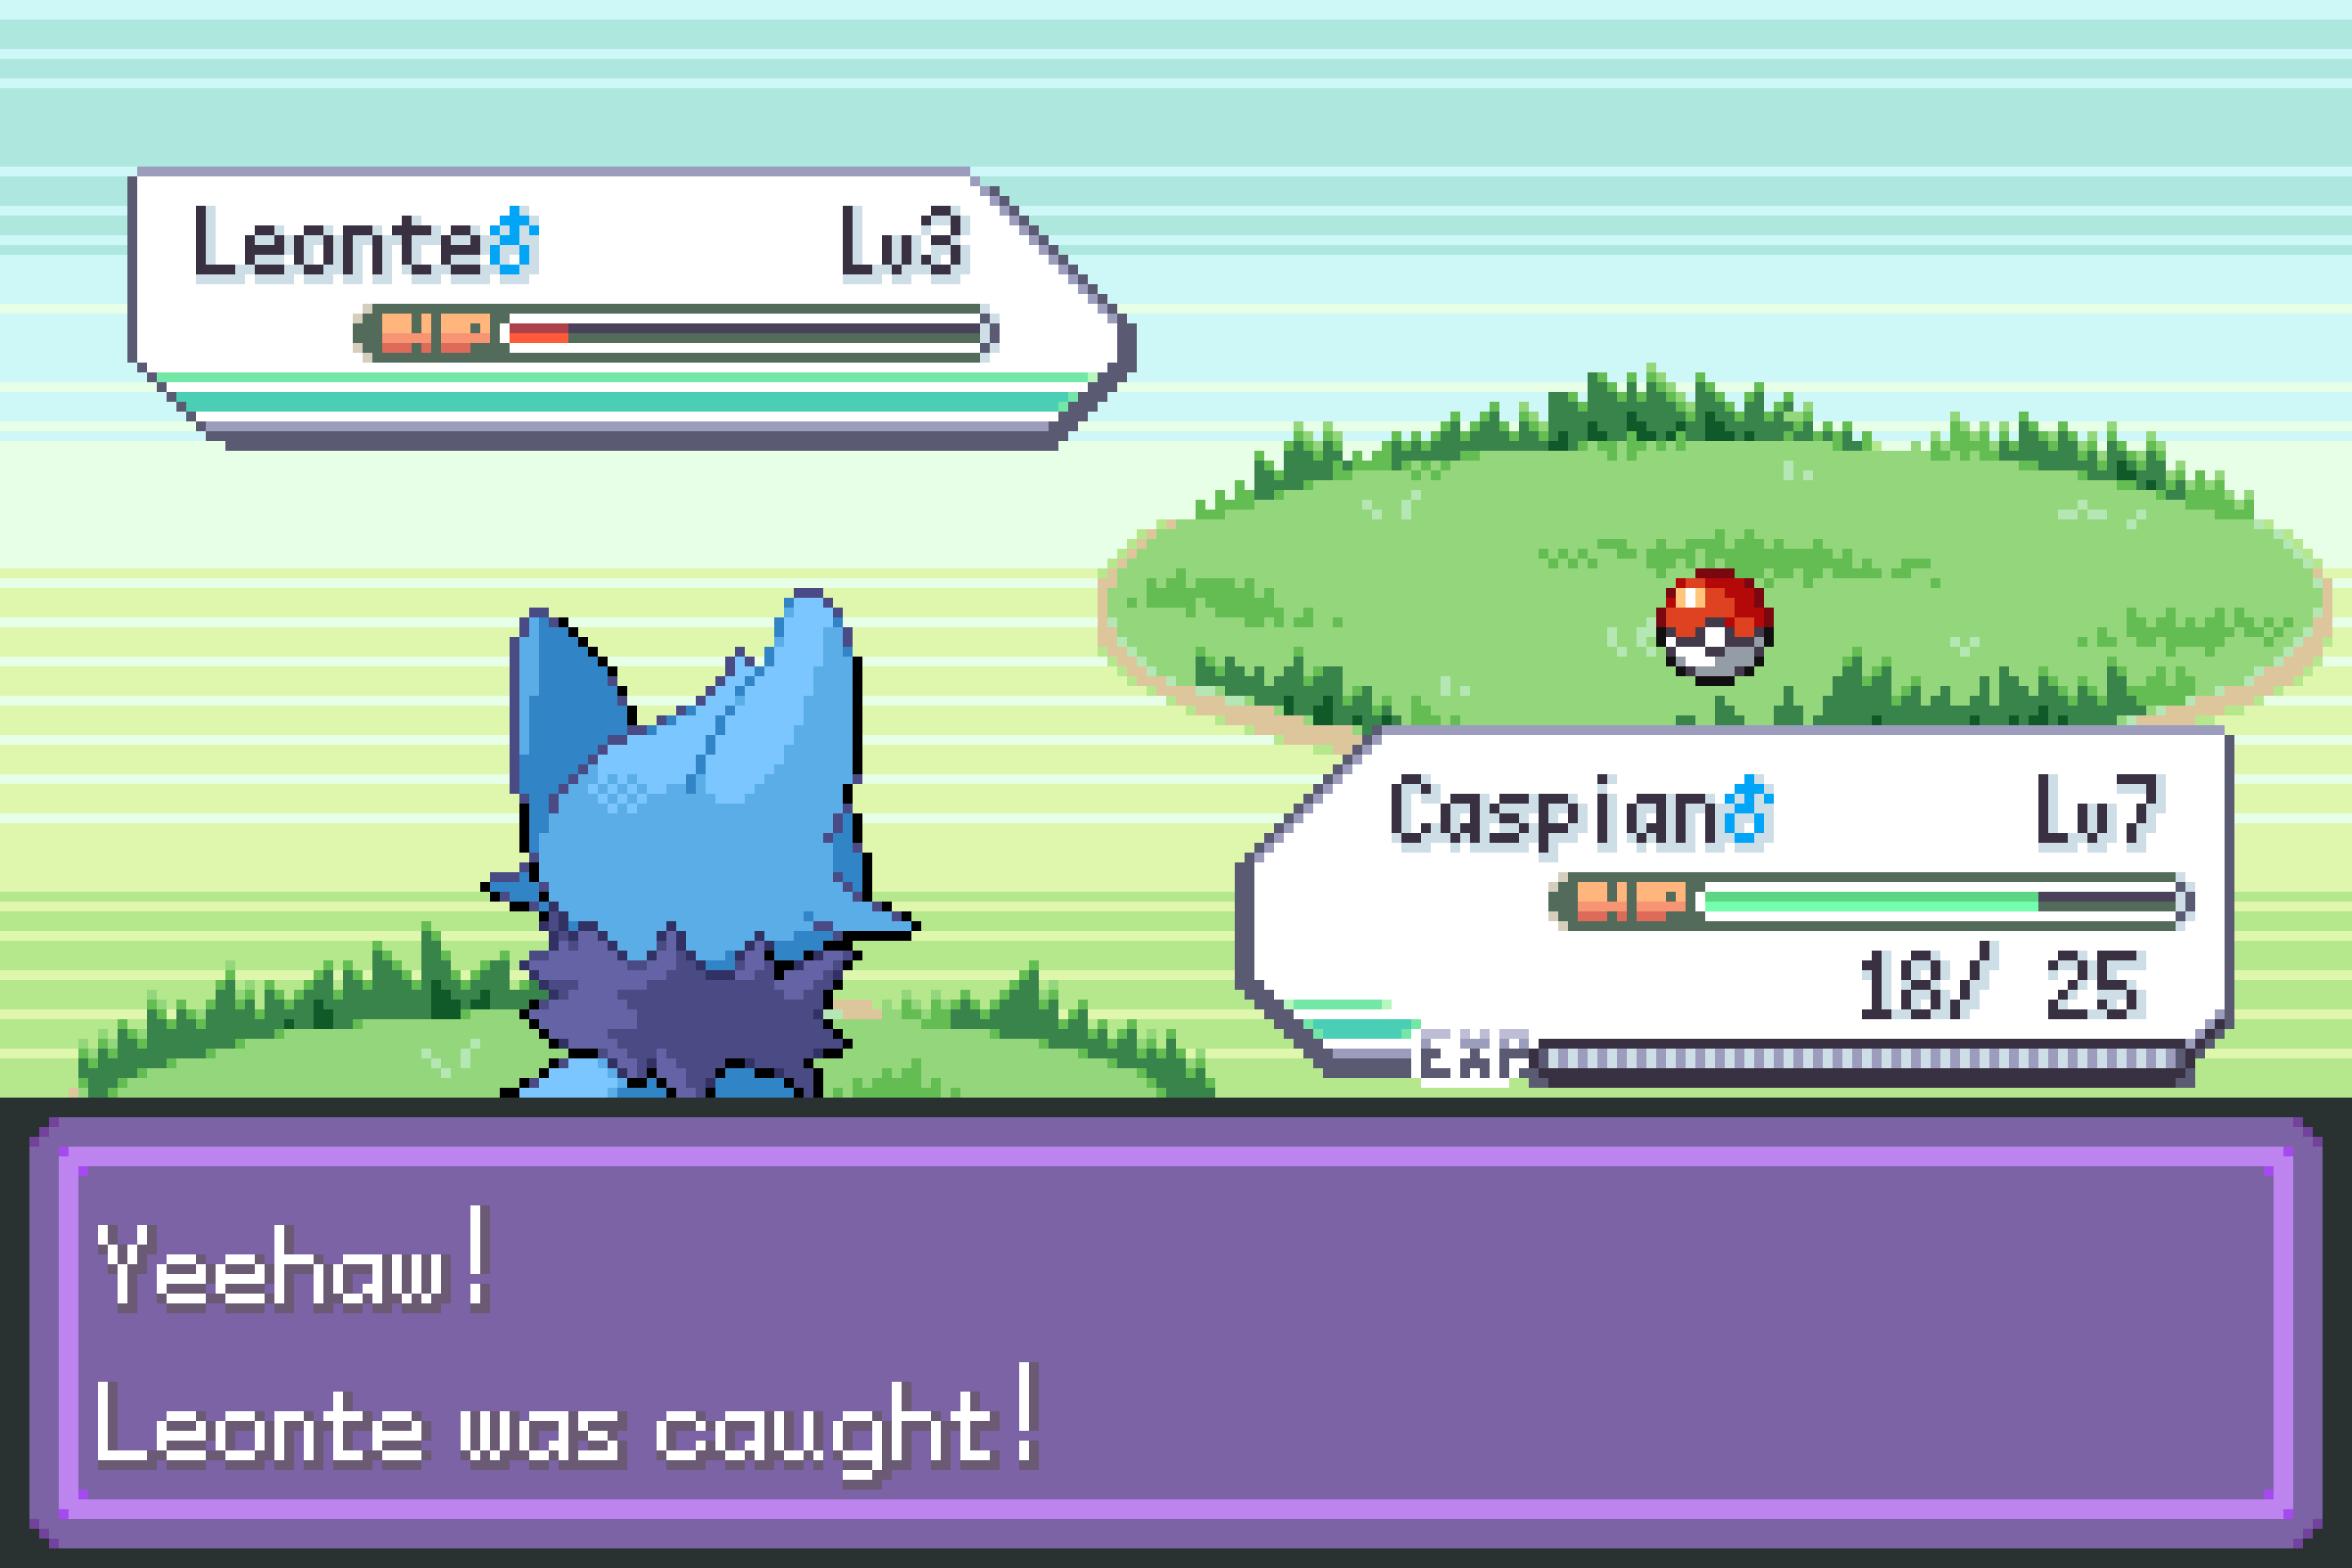 Leonte♂ Lv3
HP
Caspian♂ Lv7
HP
18/ 25
EXP
Yeehaw!
Leonte was caught!